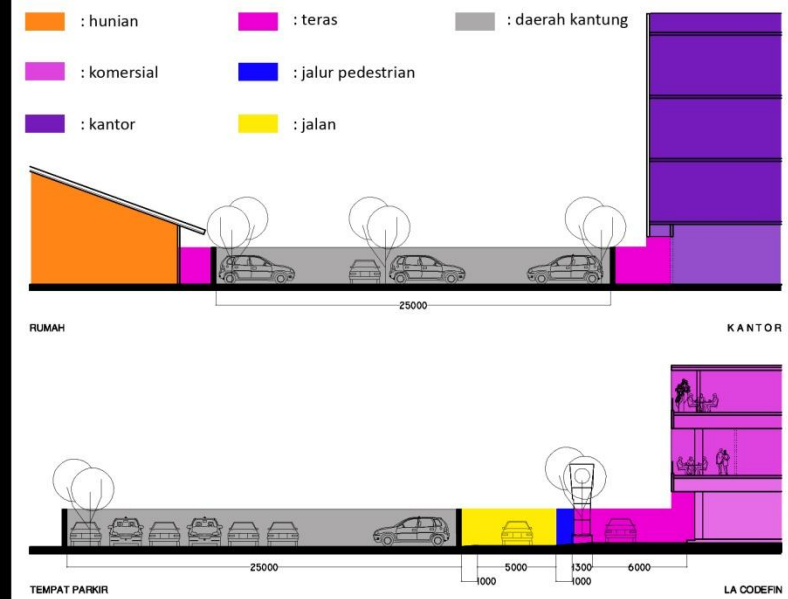 : hunian : teras : daerah kantung
: komersial : jalur pedestrian
: kantor : jalan
25000
RUMAH KANTOR
25000 1000 5000 1000 1300 6000
TEMPAT PARKIR LA CODEFIN